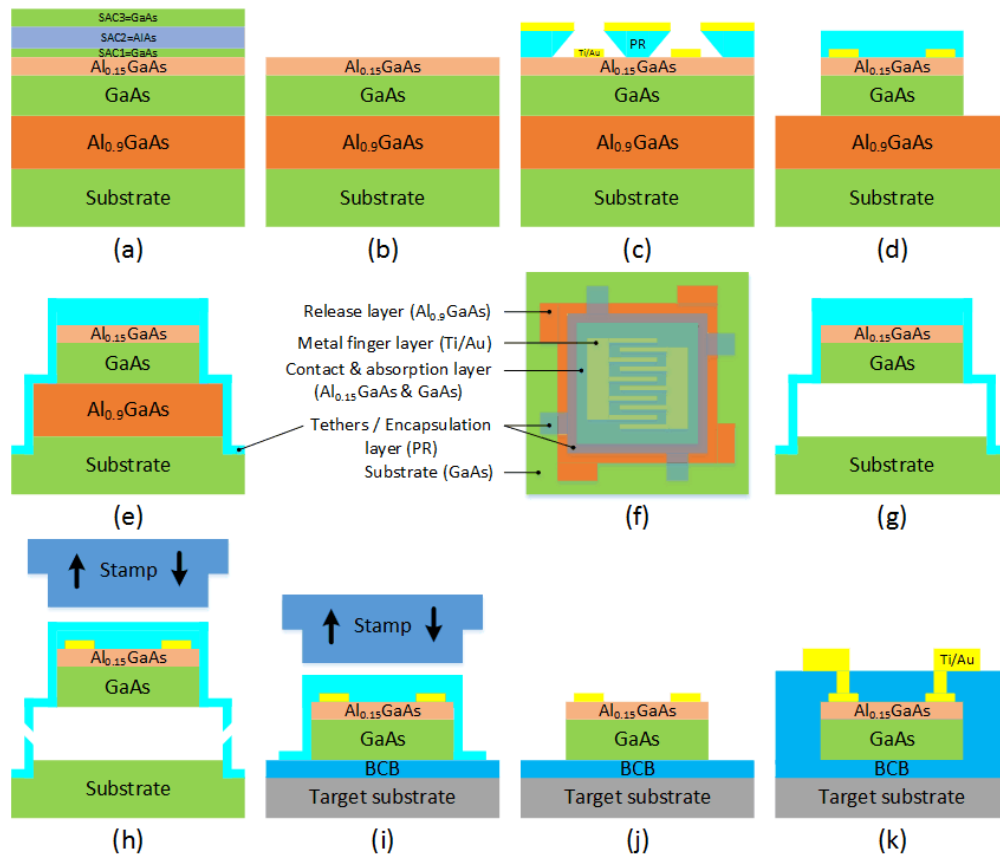 SAC3=GaAs
SAC2=AlAs
SAC1=GaAs
Al0.15GaAs
GaAs
Al0.9GaAs
Substrate
(a)
Al0.15GaAs
GaAs
Al0.9GaAs
Substrate
(b)
Ti/Au
PR
Al0.15GaAs
GaAs
Al0.9GaAs
Substrate
(c)
Al0.15GaAs
GaAs
Al0.9GaAs
Substrate
(d)
Al0.15GaAs
GaAs
Al0.9GaAs
Substrate
(e)
Release layer (Al0.9GaAs)
Metal finger layer (Ti/Au)
Contact & absorption layer
(Al0.15GaAs & GaAs)
Tethers / Encapsulation
layer (PR)
Substrate (GaAs)
(f)
Al0.15GaAs
GaAs
Substrate
(g)
Stamp
Al0.15GaAs
GaAs
Substrate
(h)
Stamp
Al0.15GaAs
GaAs
BCB
Target substrate
(i)
Al0.15GaAs
GaAs
BCB
Target substrate
(j)
Ti/Au
Al0.15GaAs
GaAs
BCB
Target substrate
(k)